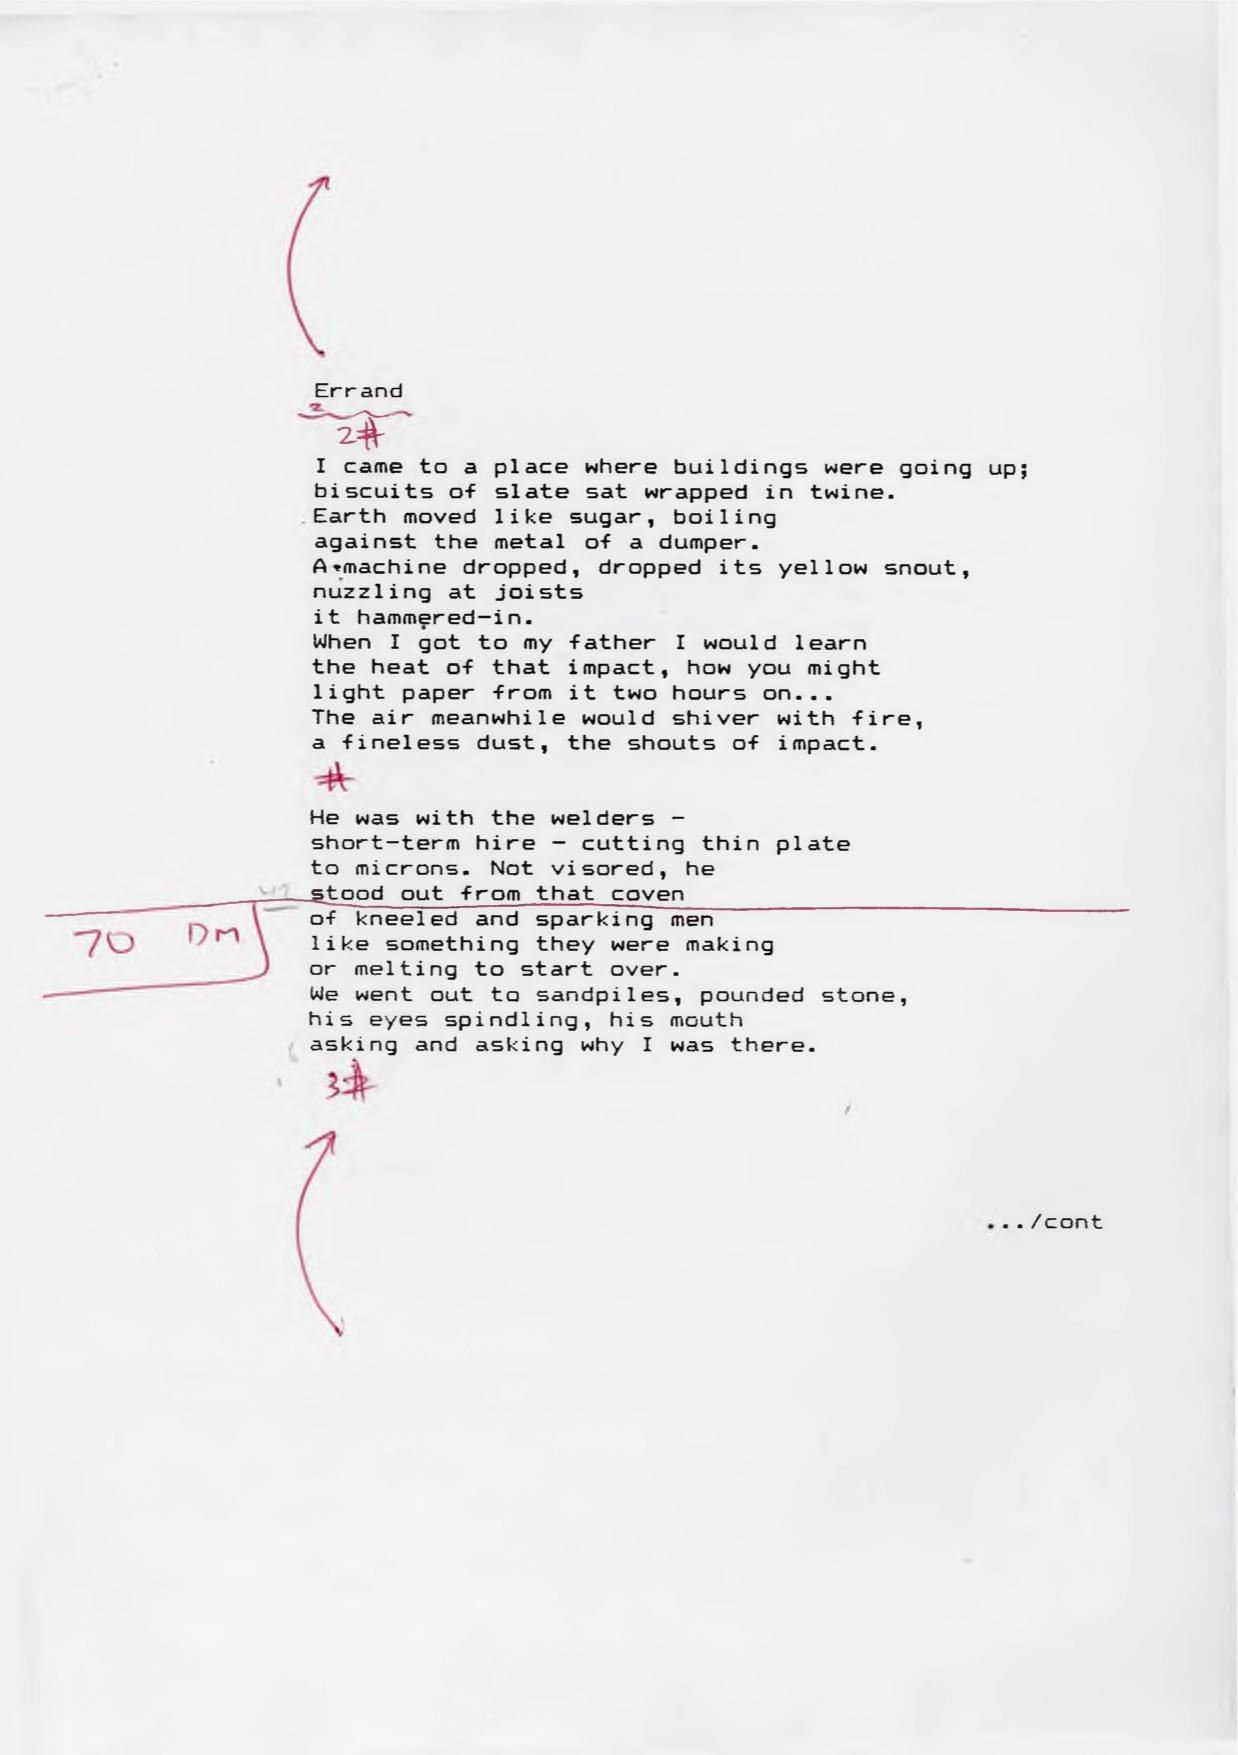 Errand
2#
I came to a place where buildings were going up;
biscuits of slate sat wrapped in twine.
Earth moved like sugar, boiling
against the metal of a dumper.
A machine dropped, dropped its yellow snout,
nuzzling at joists
it hammered-in.
When I got to my father I would learn
the heat of that impact, how you might
light paper from it two hours on...
The air meanwhile would shiver with fire,
a fineless dust, the shouts of impact.
#
He was with the welders -
short-term hire - cutting thin plate
to microns. Not visored, he
stood out from that coven
70 DM
of kneeled and sparking men
like something they were making
or melting to start over.
We went out to sandpiles, pounded stone,
his eyes spindling, his mouth
asking and asking why I was there.
3#
.../cont